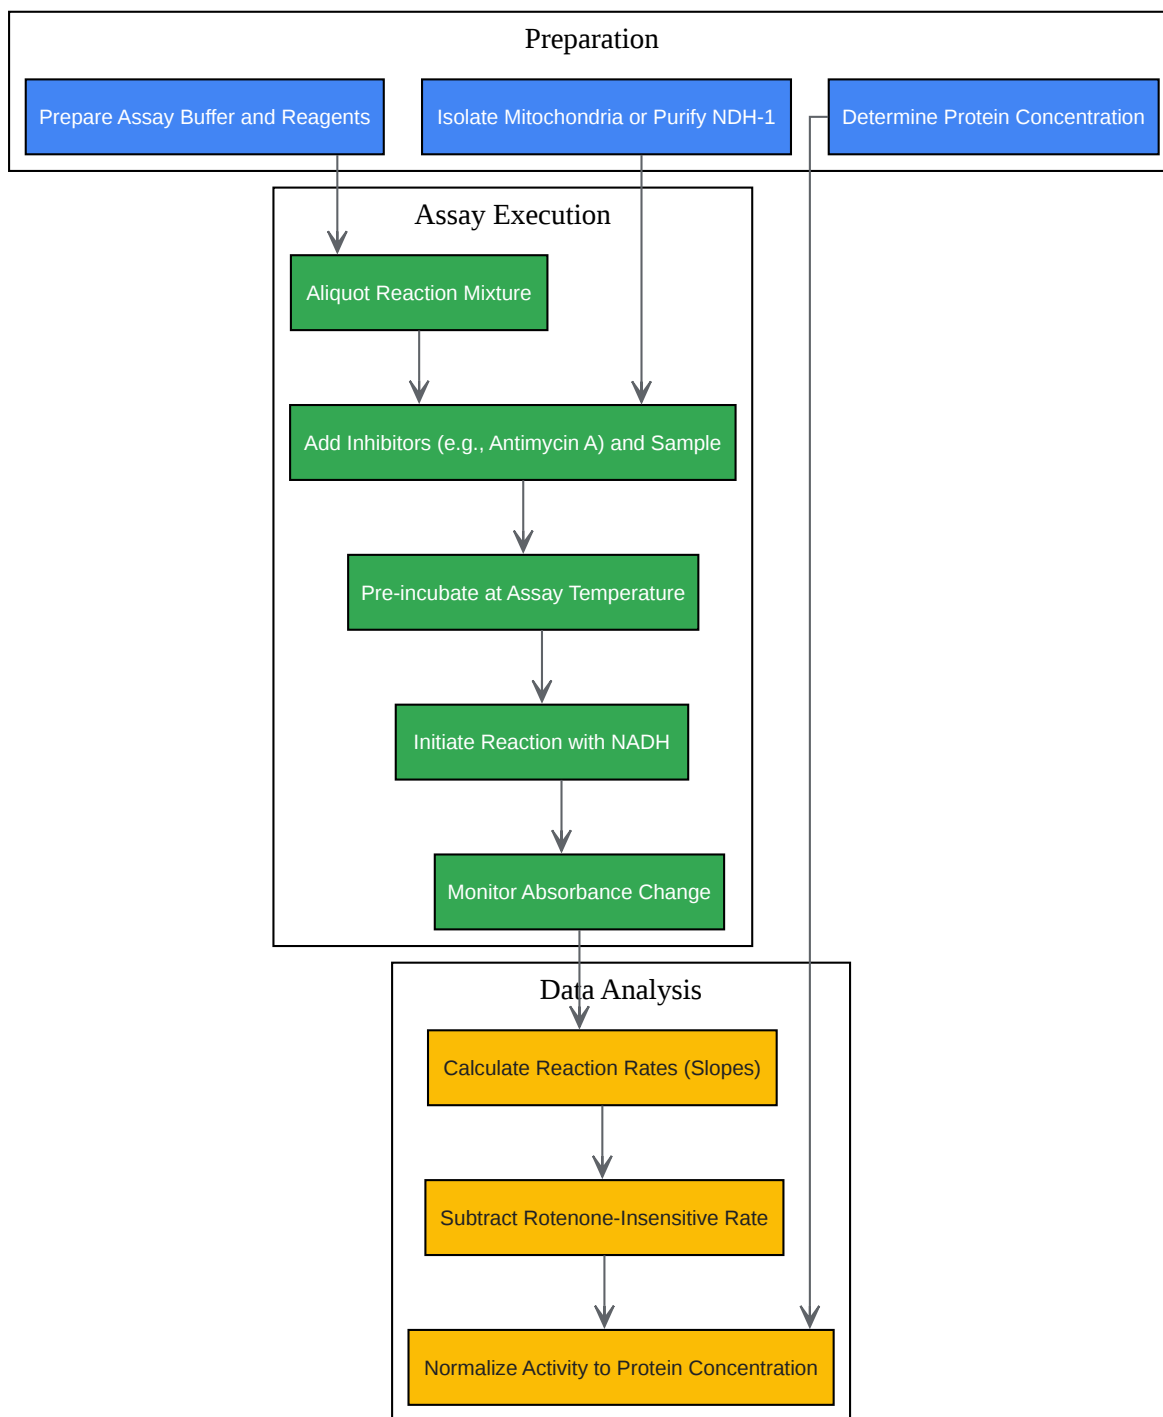 Preparation
Prepare Assay Buffer and Reagents
Isolate Mitochondria or Purify NDH-1
Determine Protein Concentration
Assay Execution
Aliquot Reaction Mixture
Add Inhibitors (e.g., Antimycin A) and Sample
Pre-incubate at Assay Temperature
Initiate Reaction with NADH
Monitor Absorbance Change
Data Analysis
Calculate Reaction Rates (Slopes)
Subtract Rotenone-Insensitive Rate
Normalize Activity to Protein Concentration